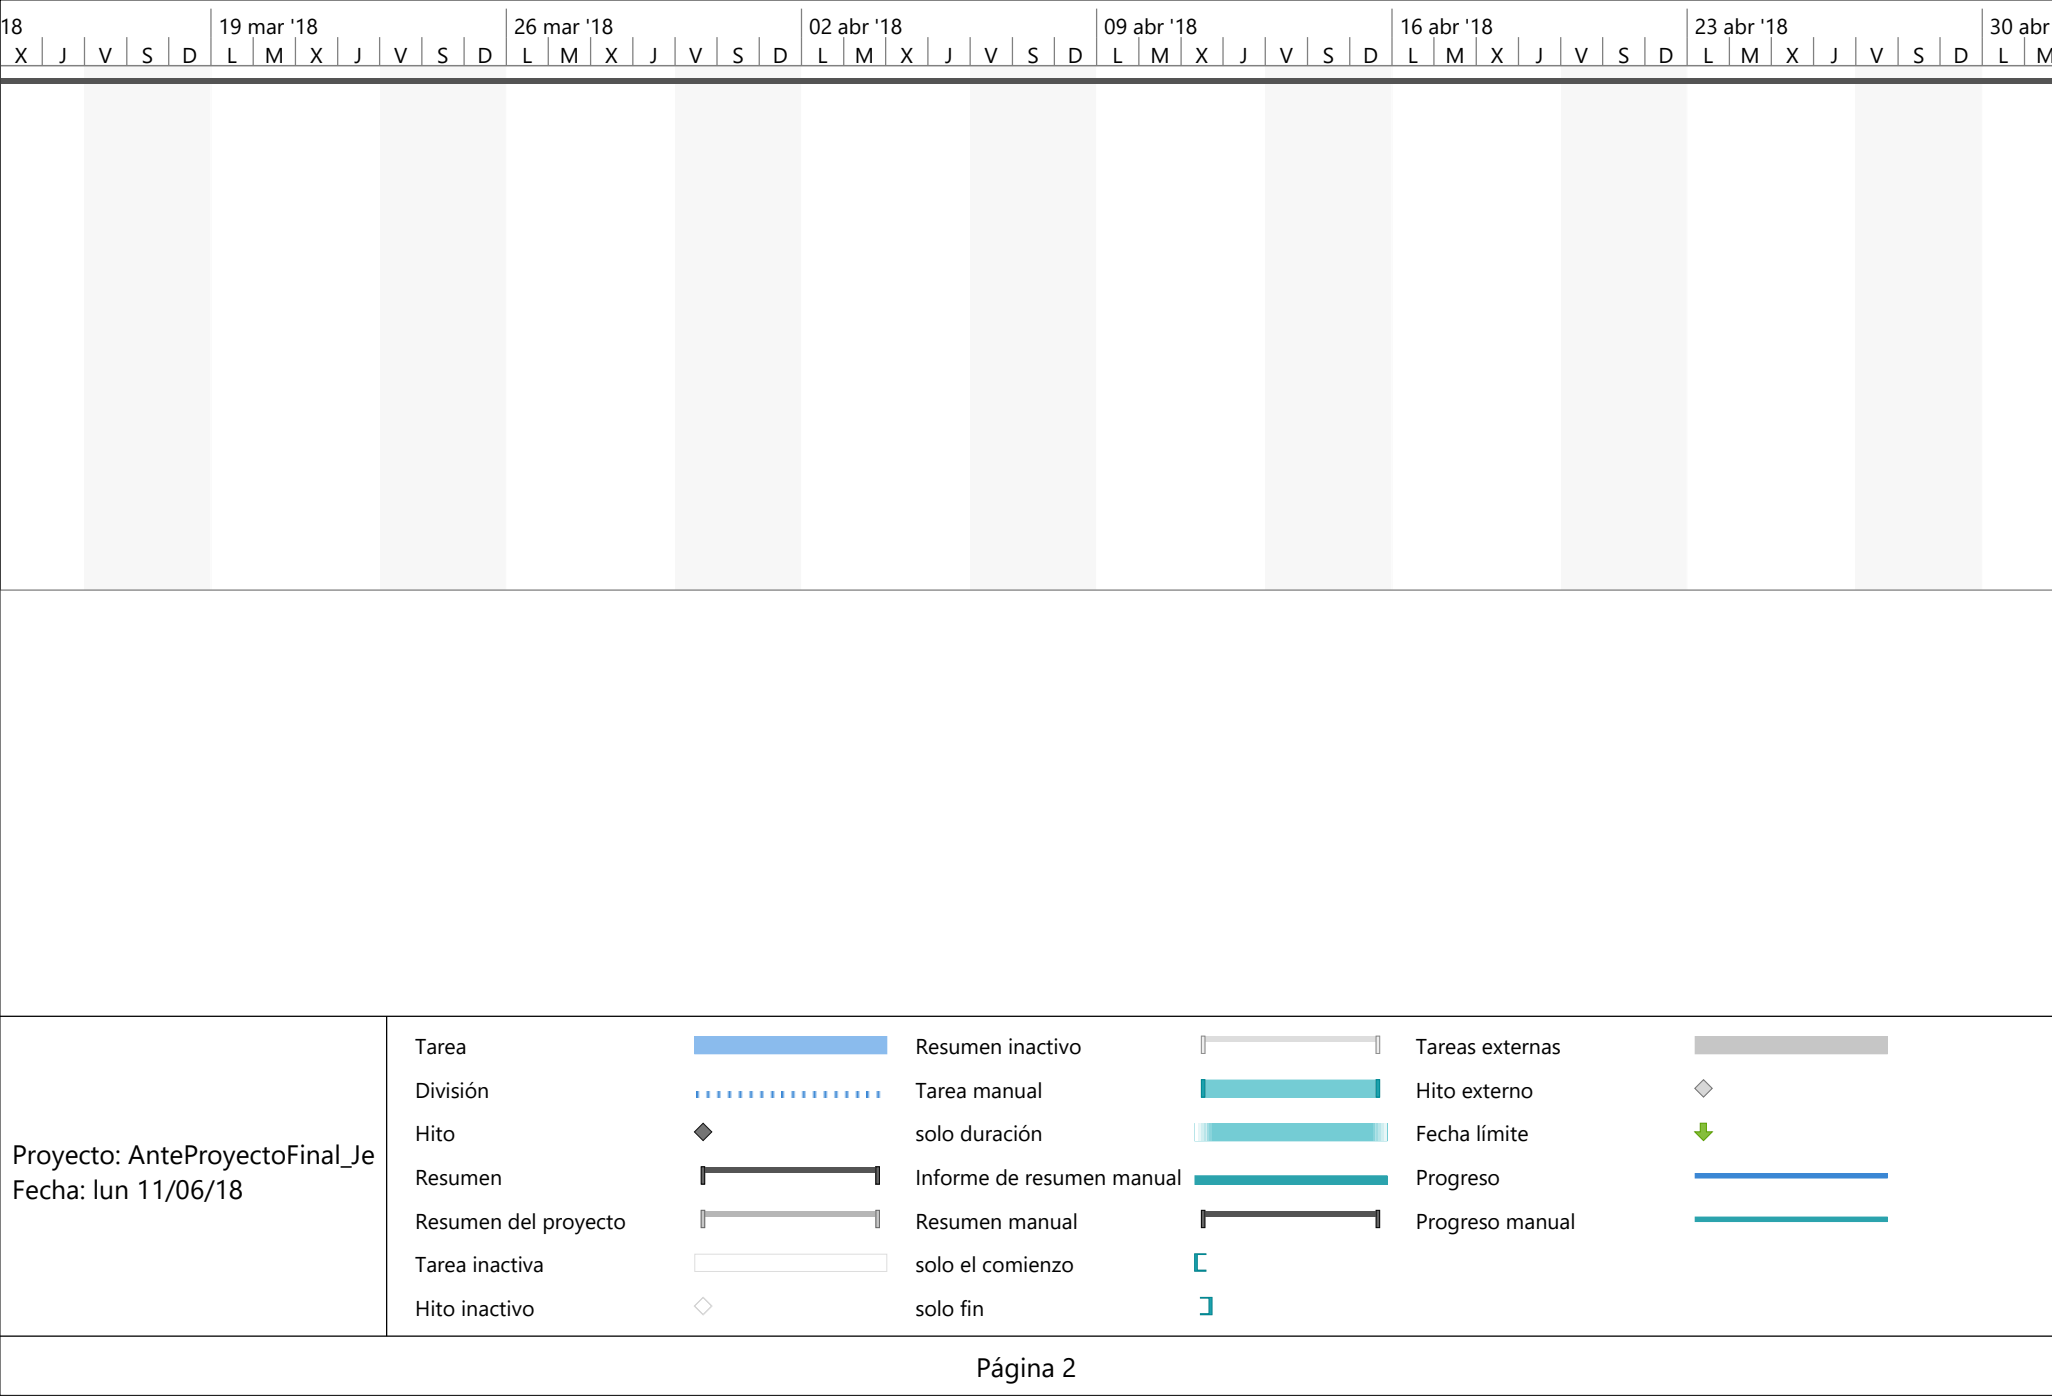 18 19 mar '18 26 mar '18 02 abr '18 09 abr '18 16 abr '18 23 abr '18 30 abr
X J V S D L M X J V S D L M X J V S D L M X J V S D L M X J V S D L M X J V S D L M X J V S D L M
Tarea
División
Hito
Resumen
Resumen del proyecto
Tarea inactiva
Hito inactivo
Resumen inactivo
Tarea manual
solo duración
Informe de resumen manual
Resumen manual
solo el comienzo
solo fin
Tareas externas
Hito externo
Fecha límite
Progreso
Progreso manual
Proyecto: AnteProyectoFinal_Je
Fecha: lun 11/06/18
Página 2